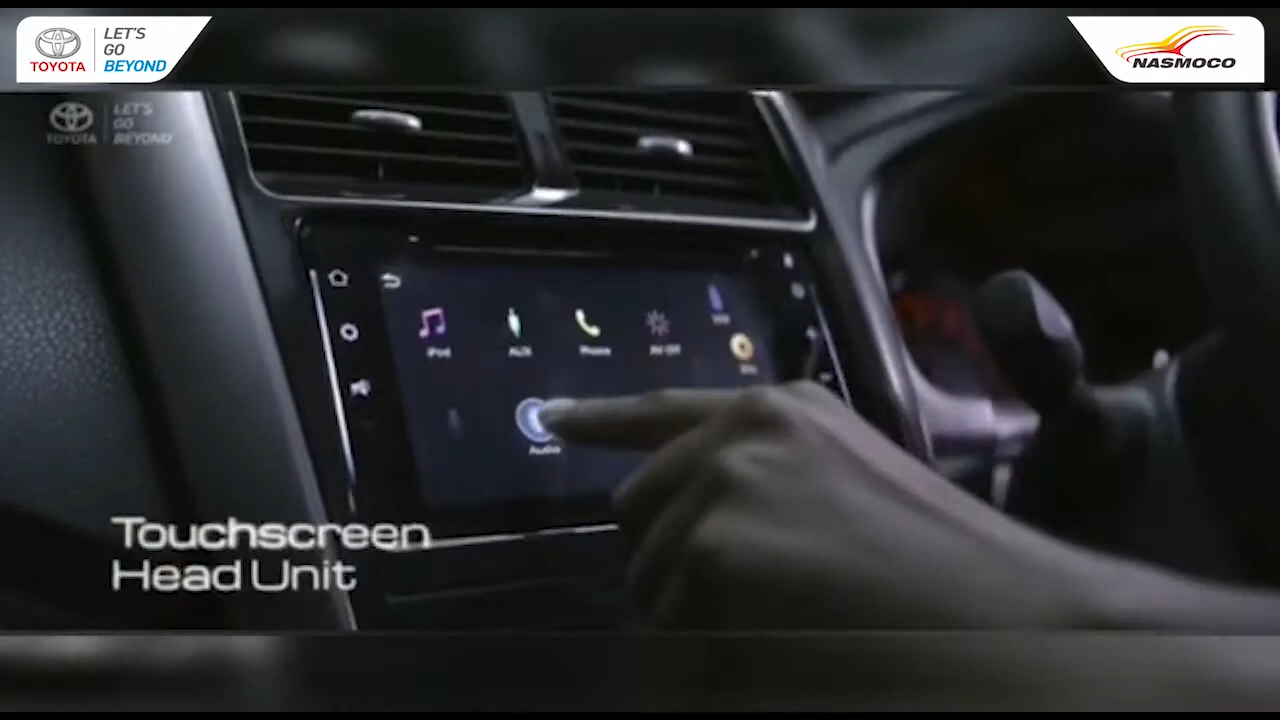 TOYOTA
LET'S
GO
BEYOND
NASMOCO
TOYOTA
LET'S
GO
BEYOND
iPod
AUX
Phone
Audio
Touchscreen
Head Unit